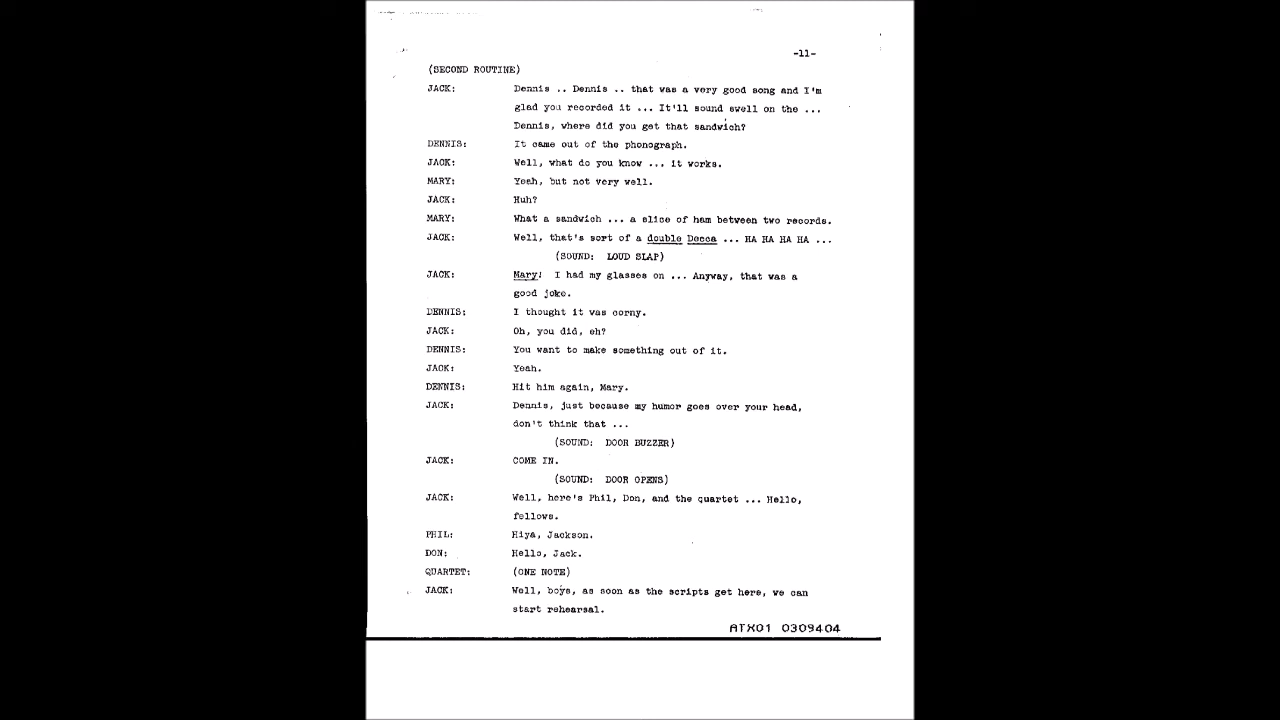 -11-
(SECOND ROUTINE)
JACK: Dennis .. Dennis .. that was a very good song and I'm
glad you recorded it ... It'll sound swell on the ...
Dennis, where did you get that sandwich?
DENNIS: It came out of the phonograph.
JACK: Well, what do you know ... it works.
MARY: Yeah, but not very well.
JACK: Huh?
MARY: What a sandwich ... a slice of ham between two records.
JACK: Well, that's sort of a double Decca ... HA HA HA HA ...
(SOUND: LOUD SLAP)
JACK: Mary! I had my glasses on ... Anyway, that was a
good joke.
DENNIS: I thought it was corny.
JACK: Oh, you did, eh?
DENNIS: You want to make something out of it.
JACK: Yeah.
DENNIS: Hit him again, Mary.
JACK: Dennis, just because my humor goes over your head,
don't think that ...
(SOUND: DOOR BUZZER)
JACK: COME IN.
(SOUND: DOOR OPENS)
JACK: Well, here's Phil, Don, and the quartet ... Hello,
fellows.
PHIL: Hiya, Jackson.
DON: Hello, Jack.
QUARTET: (ONE NOTE)
JACK: Well, boys, as soon as the scripts get here, we can
start rehearsal.
ATX01 0309404